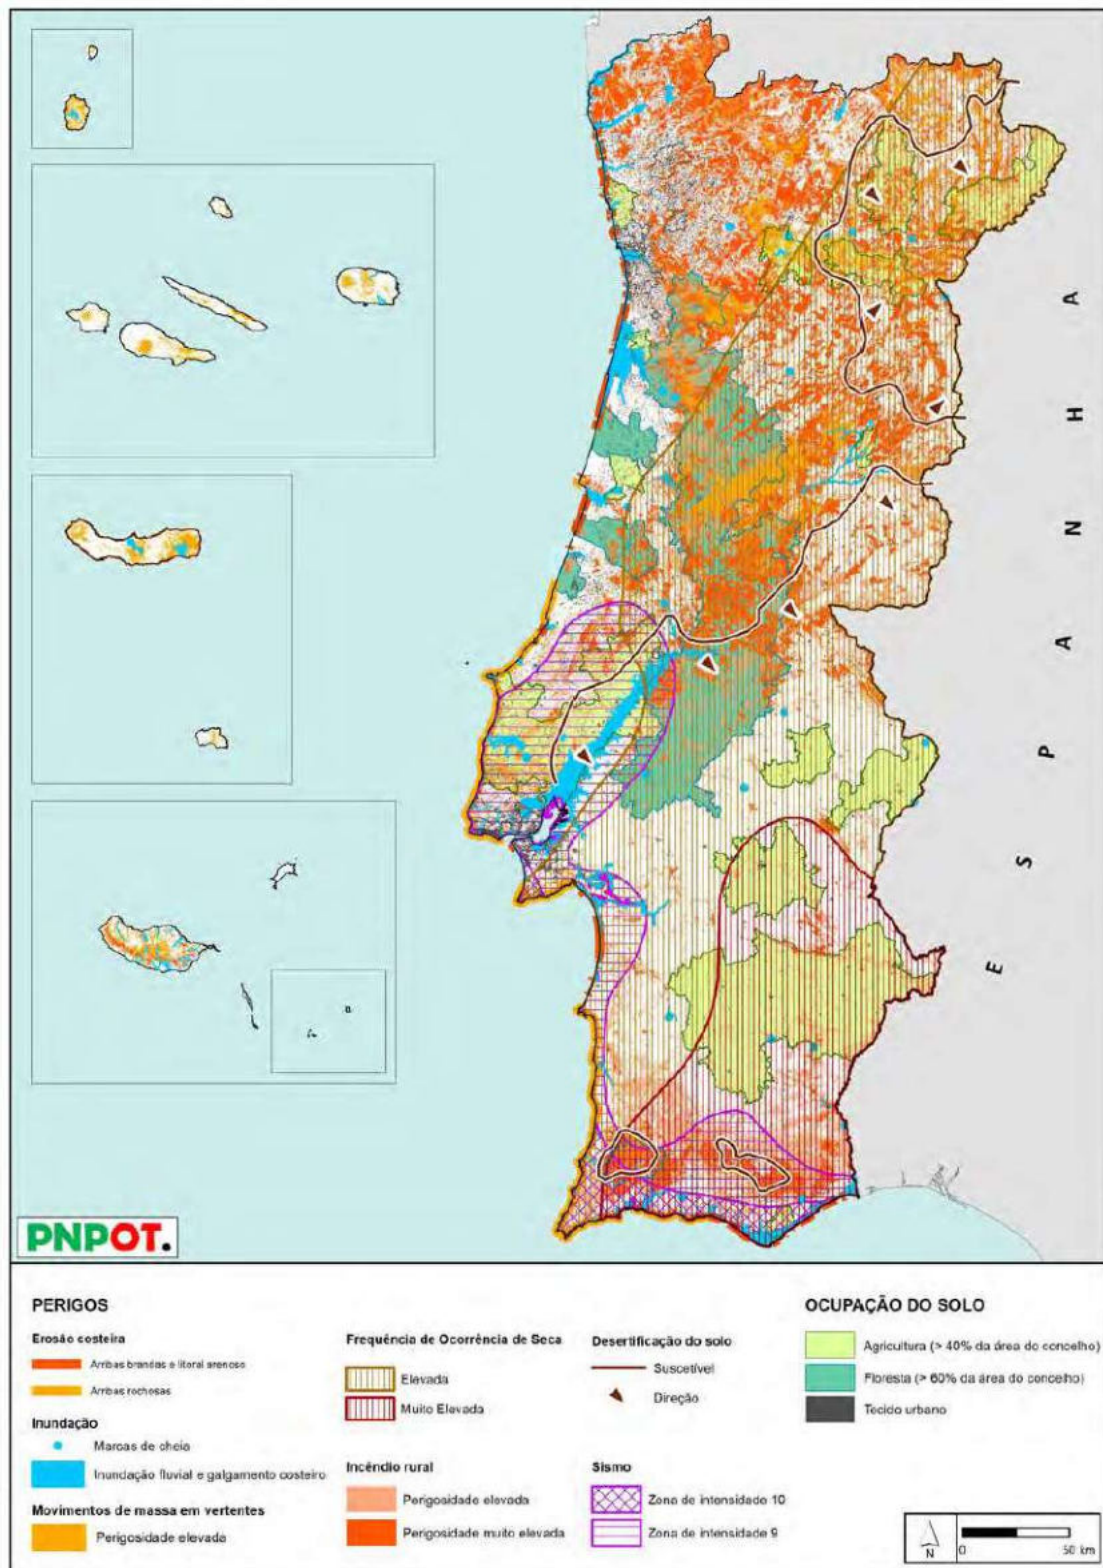 E S P A N H A
PNPOT.
PERIGOS
Erosão costeira
Arribas brandas e litoral arenoso
Arribas rochosas
Inundação
Marcas de cheia
Inundação fluvial e galgamento costeiro
Movimentos de massa em vertentes
Perigosidade elevada
Frequência de Ocorrência de Seca
Elevada
Muito Elevada
Incêndio rural
Perigosidade elevada
Perigosidade muito elevada
Desertificação do solo
Suscetível
Direção
Sismo
Zona de intensidade 10
Zona de intensidade 9
OCUPAÇÃO DO SOLO
Agricultura (> 40% da área do concelho)
Floresta (> 60% da área do concelho)
Tecido urbano
N
0 50 km